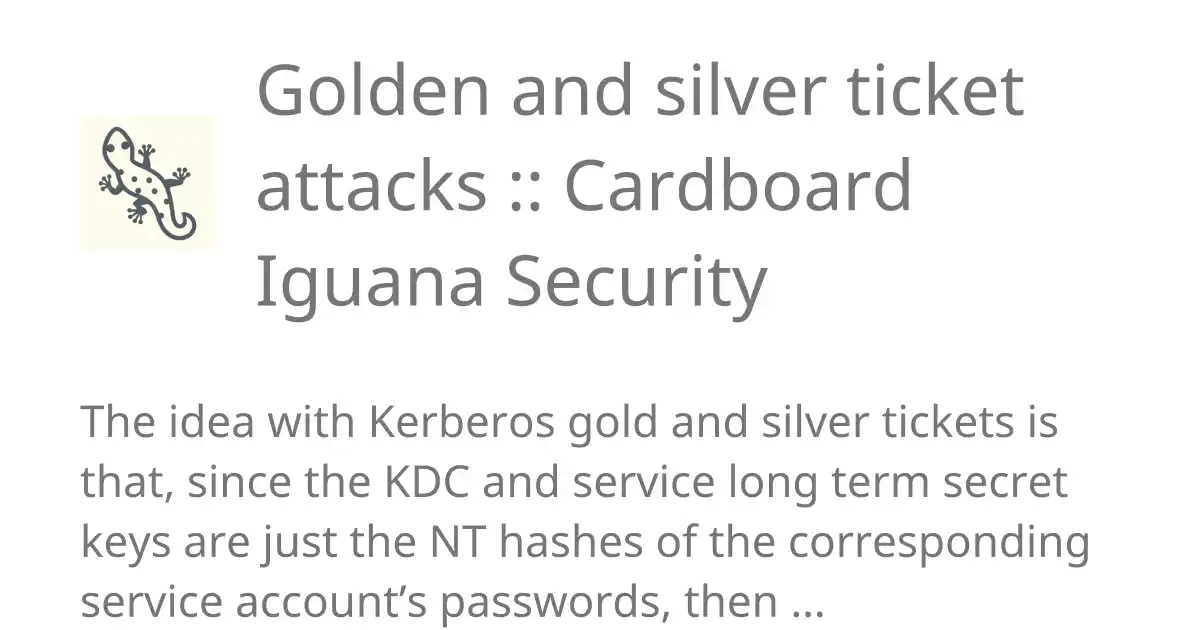 Golden and silver ticket
attacks :: Cardboard
Iguana Security
The idea with Kerberos gold and silver tickets is
that, since the KDC and service long term secret
keys are just the NT hashes of the corresponding
service account’s passwords, then ...